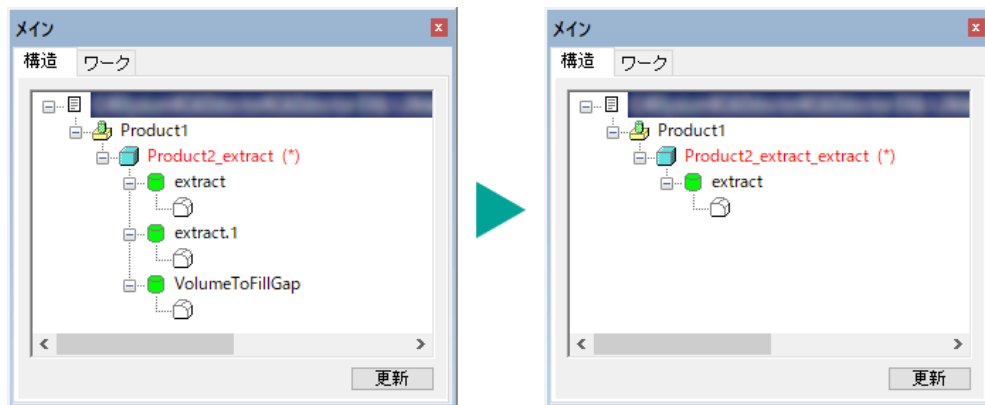 メイン
構造 ワーク
Product1
Product2_extract (*)
extract
extract.1
VolumeToFillGap
更新
メイン
構造 ワーク
Product1
Product2_extract_extract (*)
extract
更新